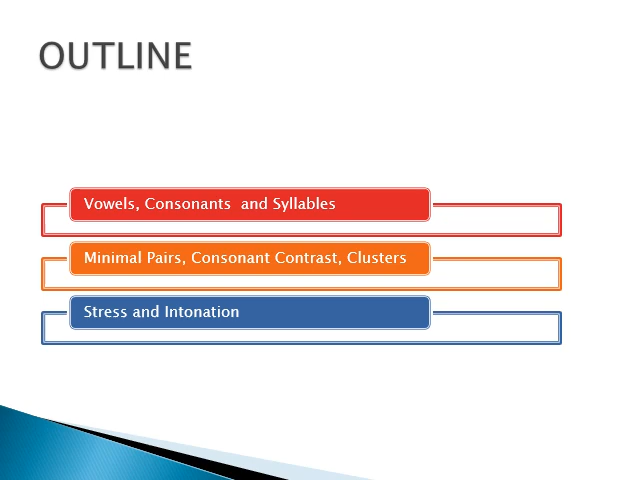 OUTLINE
Vowels, Consonants  and Syllables
Minimal Pairs, Consonant Contrast, Clusters
Stress and Intonation